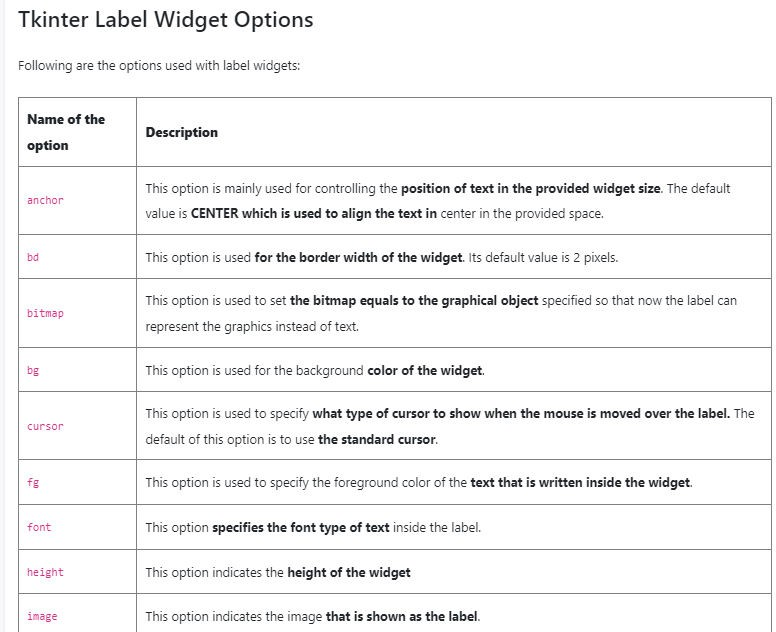 Tkinter Label Widget Options
Following are the options used with label widgets:
Name of the
option
Description
anchor
This option is mainly used for controlling the position of text in the provided widget size. The default
value is CENTER which is used to align the text in center in the provided space.
bd
This option is used for the border width of the widget. Its default value is 2 pixels.
bitmap
This option is used to set the bitmap equals to the graphical object specified so that now the label can
represent the graphics instead of text.
bg
This option is used for the background color of the widget.
cursor
This option is used to specify what type of cursor to show when the mouse is moved over the label. The
default of this option is to use the standard cursor.
fg
This option is used to specify the foreground color of the text that is written inside the widget.
font
This option specifies the font type of text inside the label.
height
This option indicates the height of the widget
image
This option indicates the image that is shown as the label.